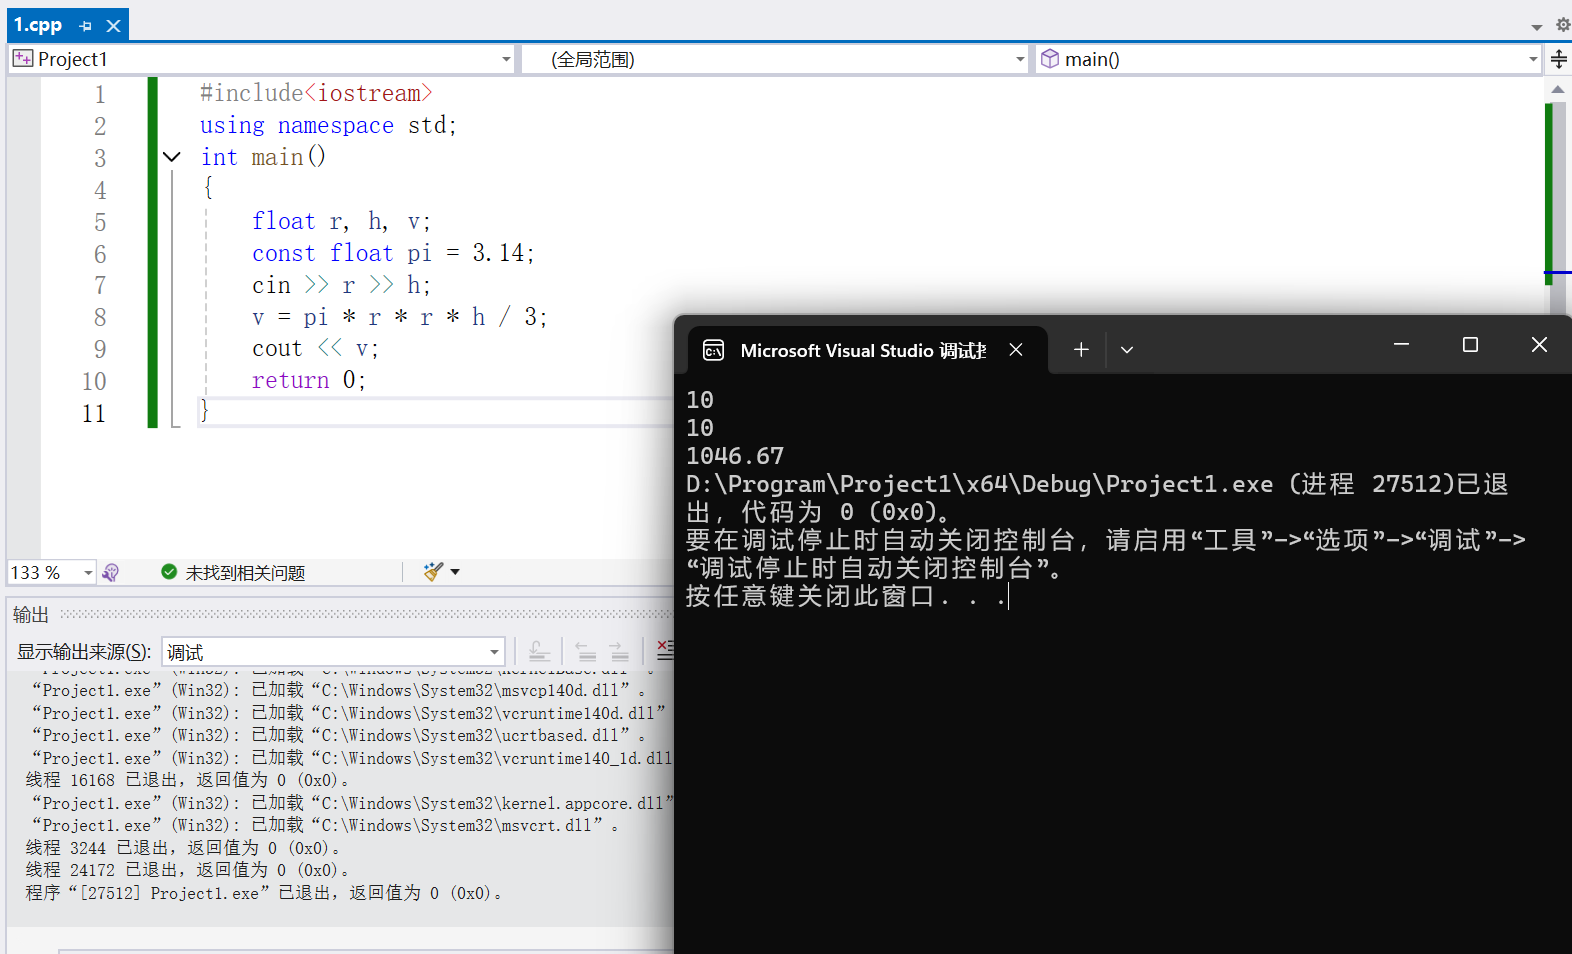 1.cpp
Project1
(全局范围)
main()
1 #include<iostream>
2 using namespace std;
3 int main()
4 {
5 float r, h, v;
6 const float pi = 3.14;
7 cin >> r >> h;
8 v = pi * r * r * h / 3;
9 cout << v;
10 return 0;
11 }
133 %
未找到相关问题
输出
显示输出来源(S): 调试
“Project1.exe”(Win32): 已加载“C:\Windows\System32\KernelBase.dll”。
“Project1.exe”(Win32): 已加载“C:\Windows\System32\msvcp140d.dll”。
“Project1.exe”(Win32): 已加载“C:\Windows\System32\vcruntime140d.dll”
“Project1.exe”(Win32): 已加载“C:\Windows\System32\ucrtbased.dll”。
“Project1.exe”(Win32): 已加载“C:\Windows\System32\vcruntime140_1d.dll
线程 16168 已退出，返回值为 0 (0x0)。
“Project1.exe”(Win32): 已加载“C:\Windows\System32\kernel.appcore.dll”
“Project1.exe”(Win32): 已加载“C:\Windows\System32\msvcrt.dll”。
线程 3244 已退出，返回值为 0 (0x0)。
线程 24172 已退出，返回值为 0 (0x0)。
程序“[27512] Project1.exe”已退出，返回值为 0 (0x0)。
Microsoft Visual Studio 调试
10
10
1046.67
D:\Program\Project1\x64\Debug\Project1.exe (进程 27512)已退
出，代码为 0 (0x0)。
要在调试停止时自动关闭控制台，请启用“工具”->“选项”->“调试”->
“调试停止时自动关闭控制台”。
按任意键关闭此窗口. . .